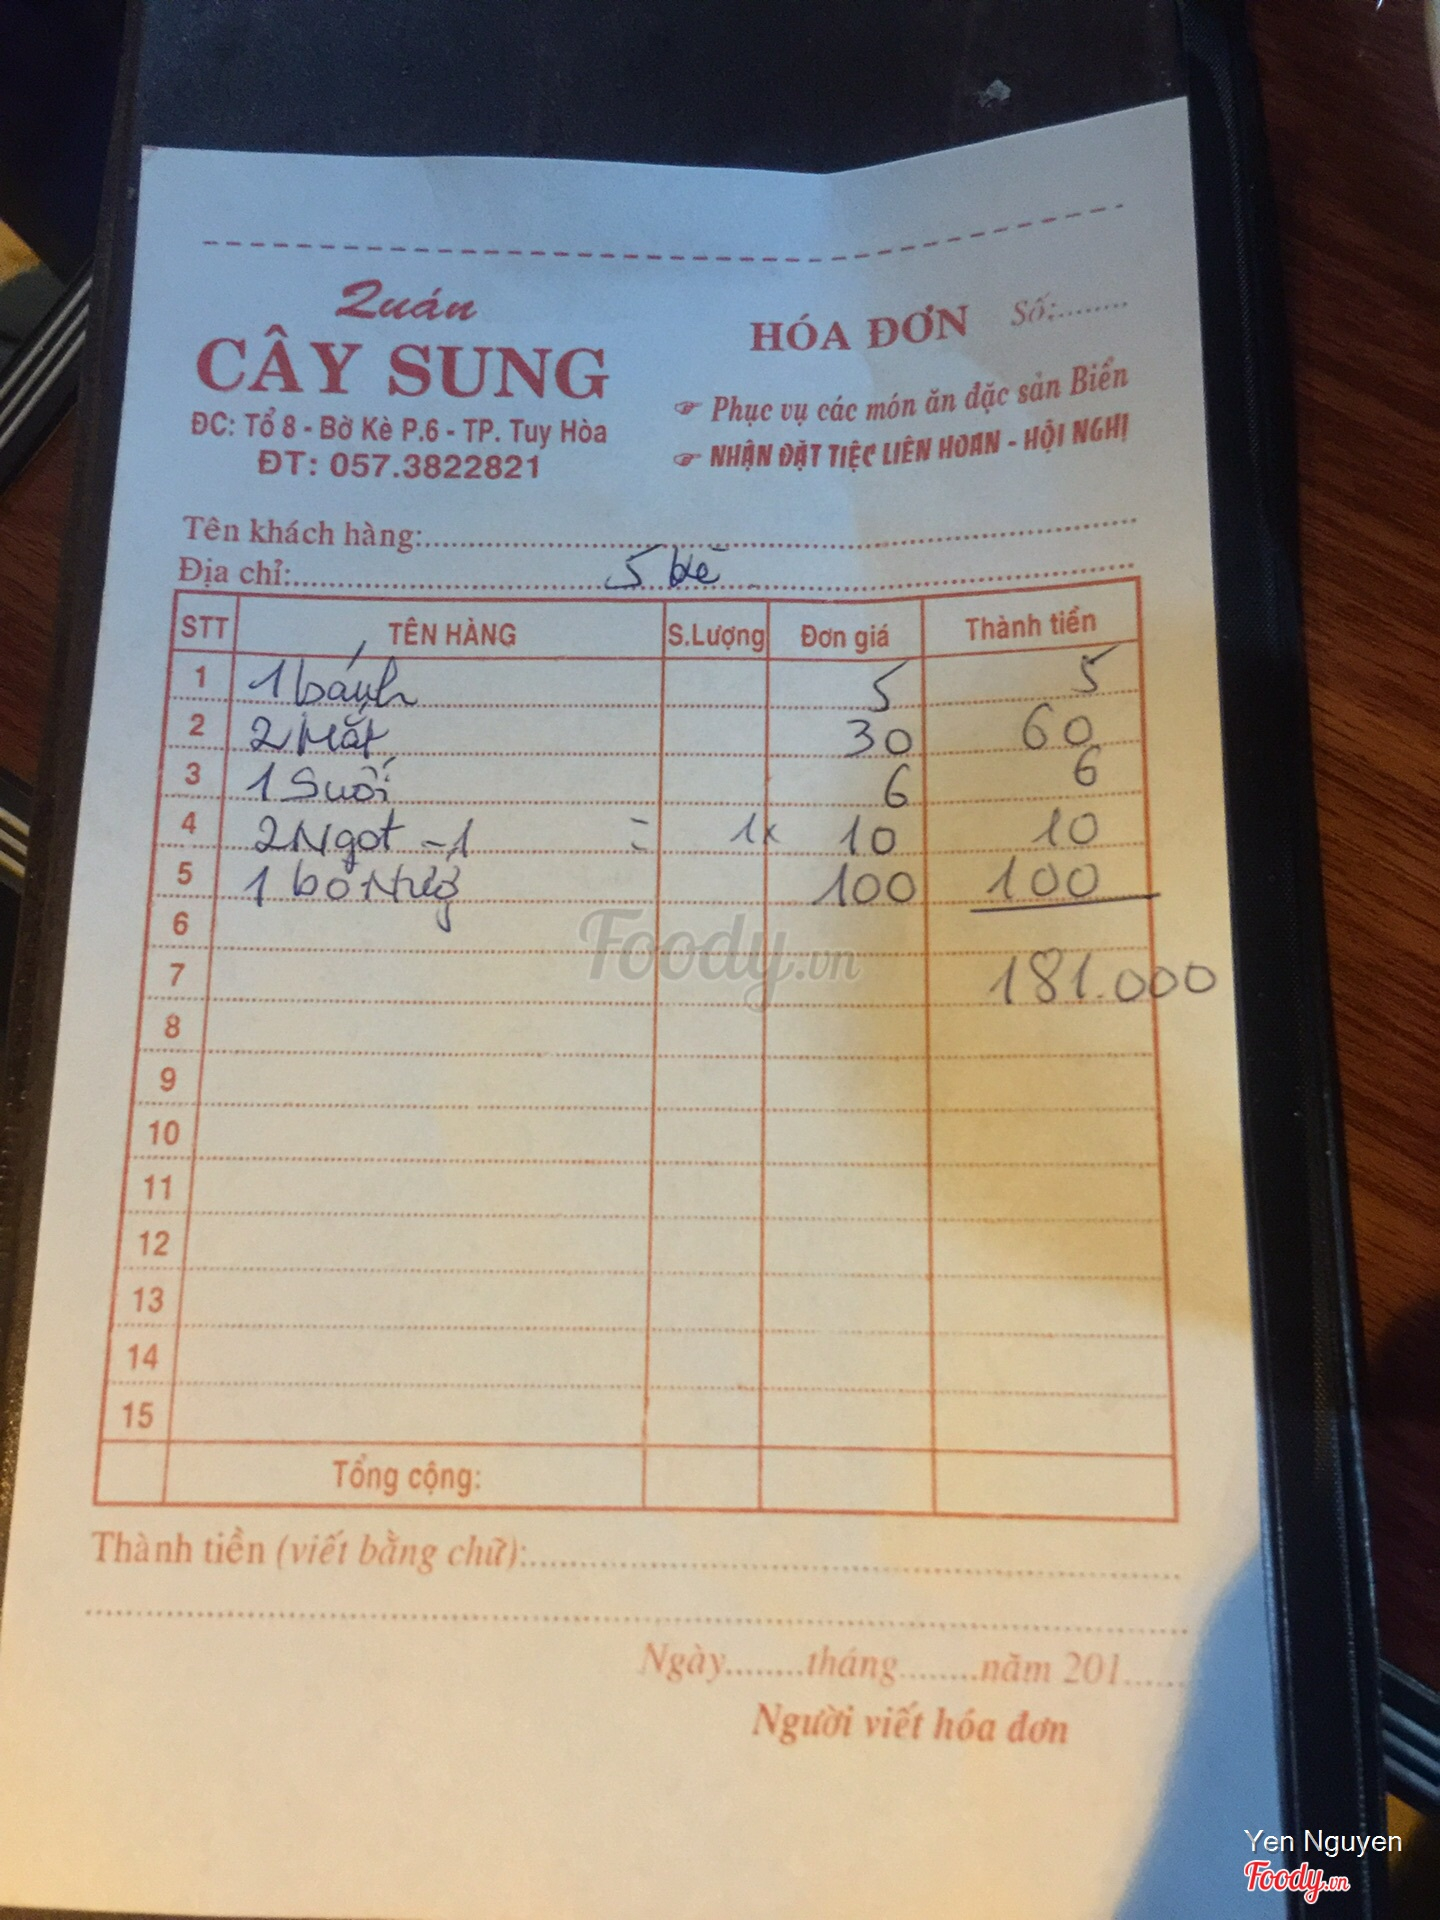 Quán
CÂY SUNG
ĐC: Tổ 8 - Bờ Kè P.6 - TP. Tuy Hòa
ĐT: 057.3822821
HÓA ĐƠN Số:........
☞ Phục vụ các món ăn đặc sản Biển
☞ NHẬN ĐẶT TIỆC LIÊN HOAN - HỘI NGHỊ
Tên khách hàng:
Địa chỉ: 5 kè
STT TÊN HÀNG S.Lượng Đơn giá Thành tiền
1 1 bánh 5 5
2 2 Mắt 30 60
3 1 Suối 6 6
4 2 Ngot -1 = 1x 10 10
5 1 bò 100 100
6
7 181.000
8
9
10
11
12
13
14
15
Tổng cộng:
Thành tiền (viết bằng chữ):
Ngày........tháng........năm 201......
Người viết hóa đơn
Foody.vn
Yen Nguyen
Foody.vn